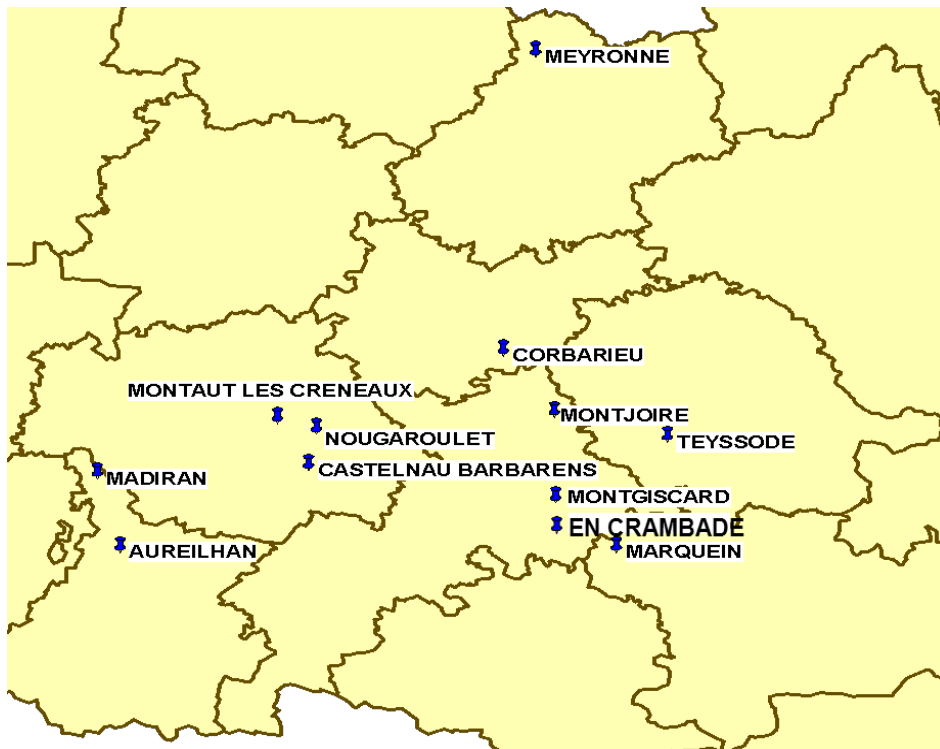 MEYRONNE
CORBARIEU
MONTAUT LES CRENEAUX
MONTJOIRE
NOUGAROULET
TEYSSODE
CASTELNAU BARBARENS
MADIRAN
MONTGISCARD
EN CRAMBADE
AUREILHAN
MARQUEIN